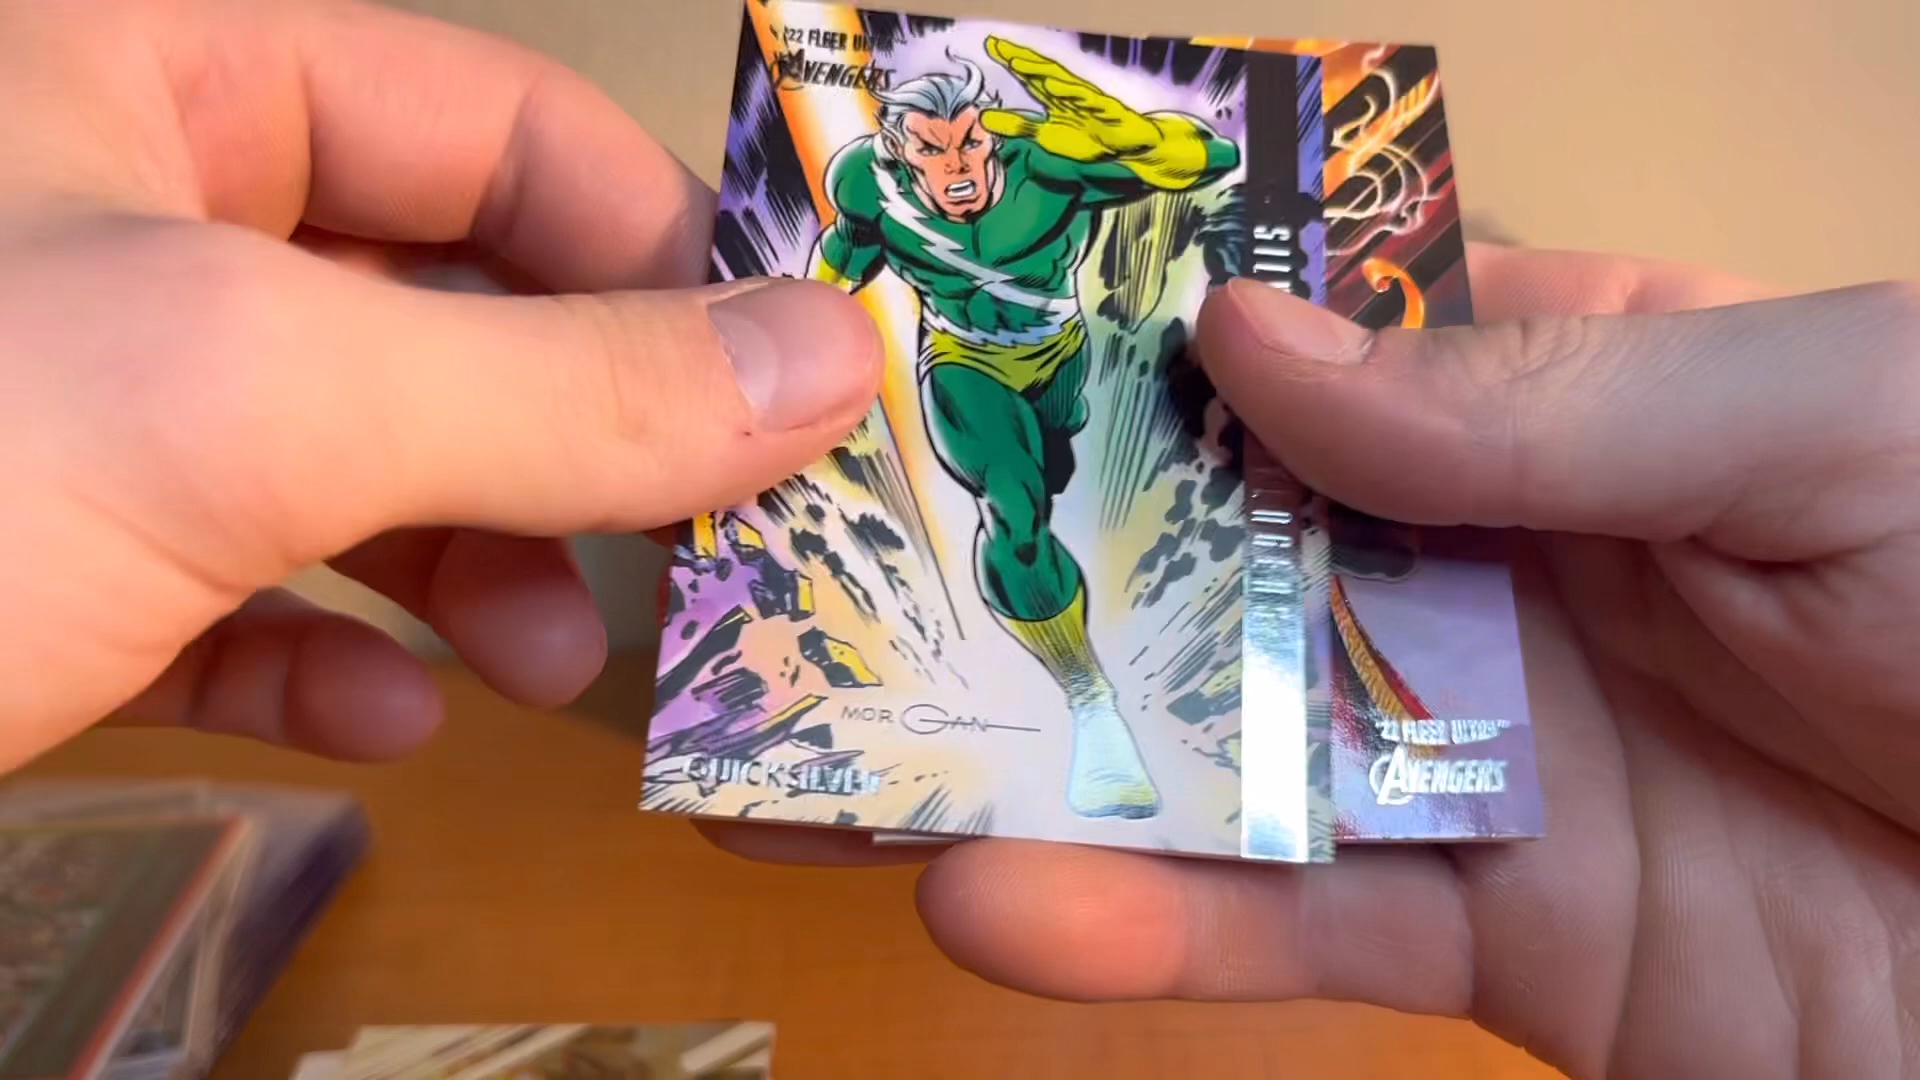 '22 FLEER ULTRA
AVENGERS
MORGAN
QUICKSILVER
'22 FLEER ULTRA
AVENGERS